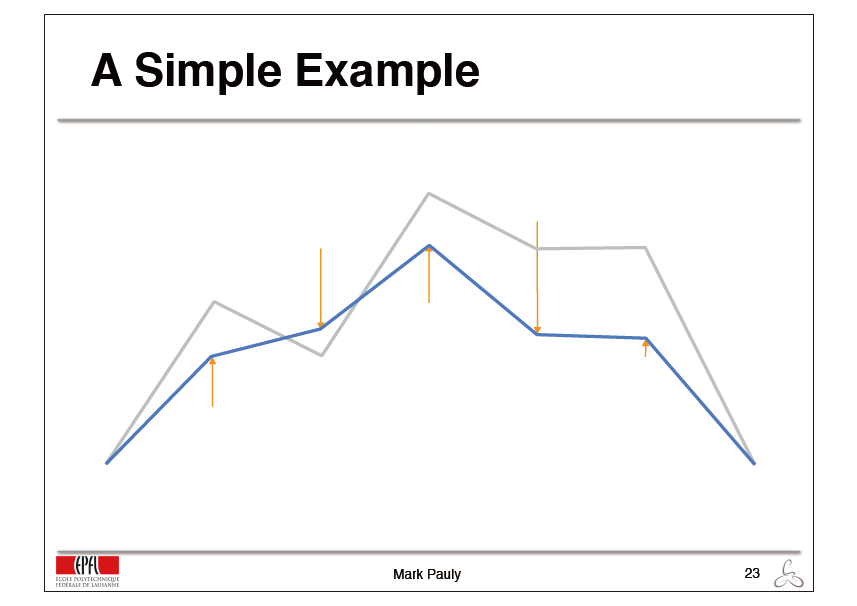 A Simple Example
EPFL
ÉCOLE POLYTECHNIQUE
FÉDÉRALE DE LAUSANNE
Mark Pauly
23